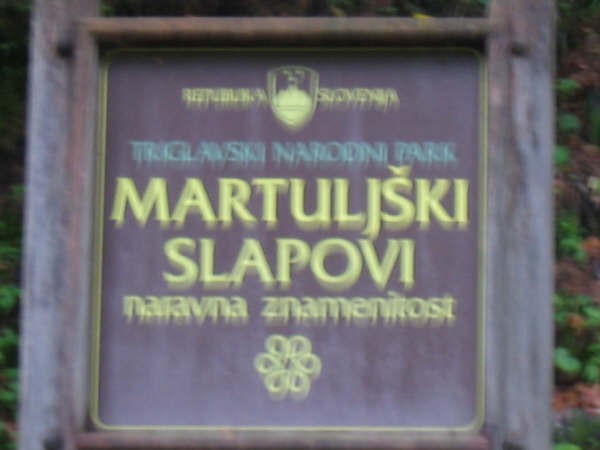 REPUBLIKA SLOVENIJA
TRIGLAVSKI NARODNI PARK
MARTULJŠKI
SLAPOVI
naravna znamenitost